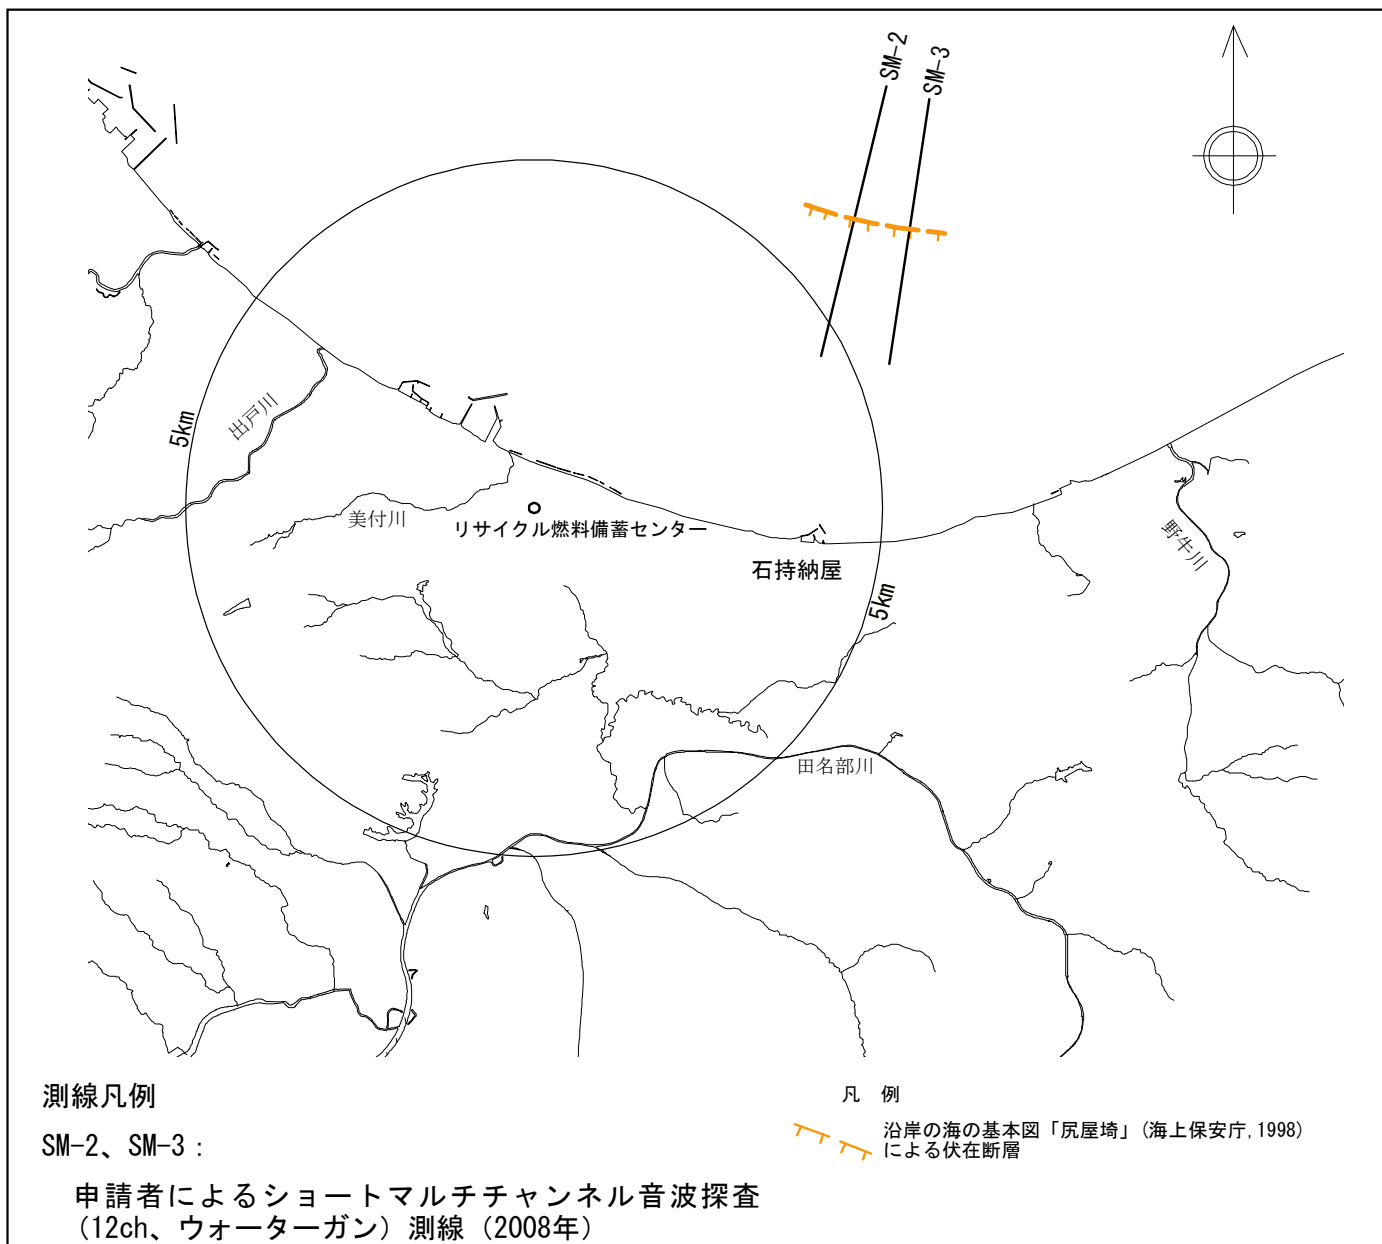 SM-2
SM-3
5km
出戸川
美付川
リサイクル燃料備蓄センター
石持納屋
5km
野牛川
田名部川
測線凡例
SM-2、SM-3：
申請者によるショートマルチチャンネル音波探査
(12ch、ウォーターガン）測線（2008年）
凡 例
沿岸の海の基本図「尻屋埼」(海上保安庁,1998)
による伏在断層